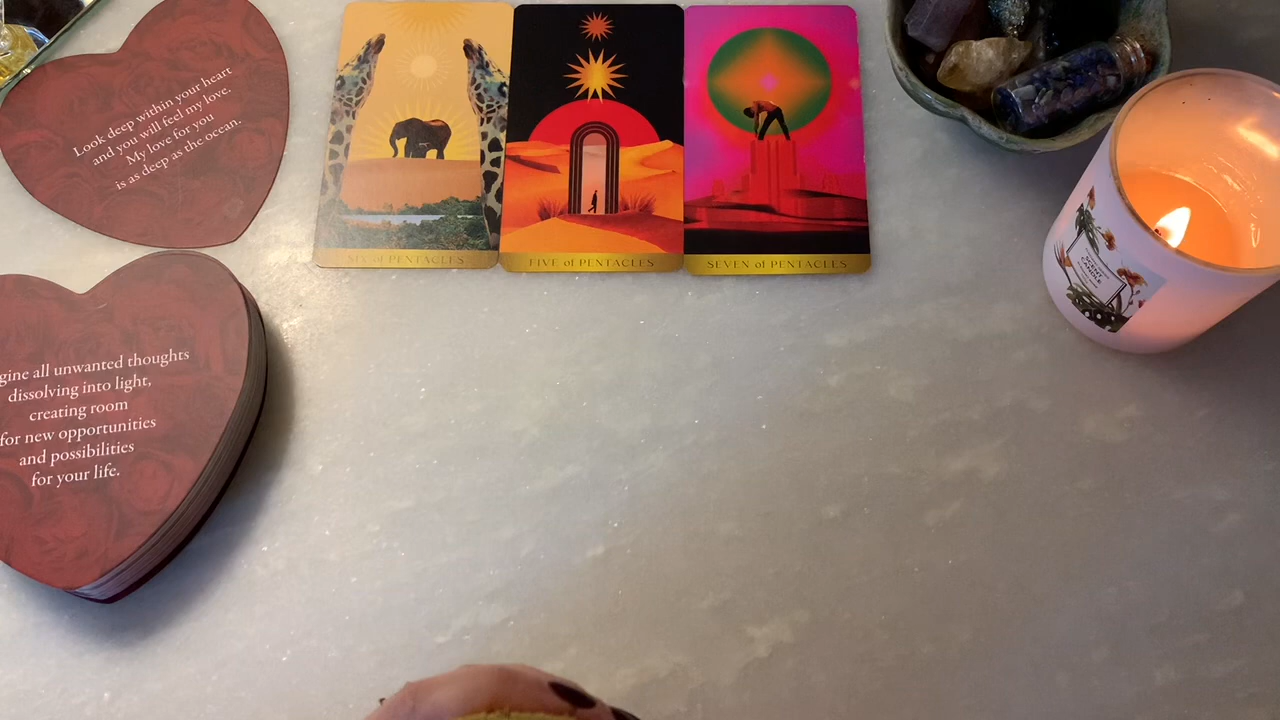 Look deep within your heart
and you will feel my love.
My love for you
is as deep as the ocean.
SIX of PENTACLES
FIVE of PENTACLES
SEVEN of PENTACLES
SCENT
CANDLE
all unwanted thoughts
dissolving into light,
creating room
for new opportunities
and possibilities
for your life.